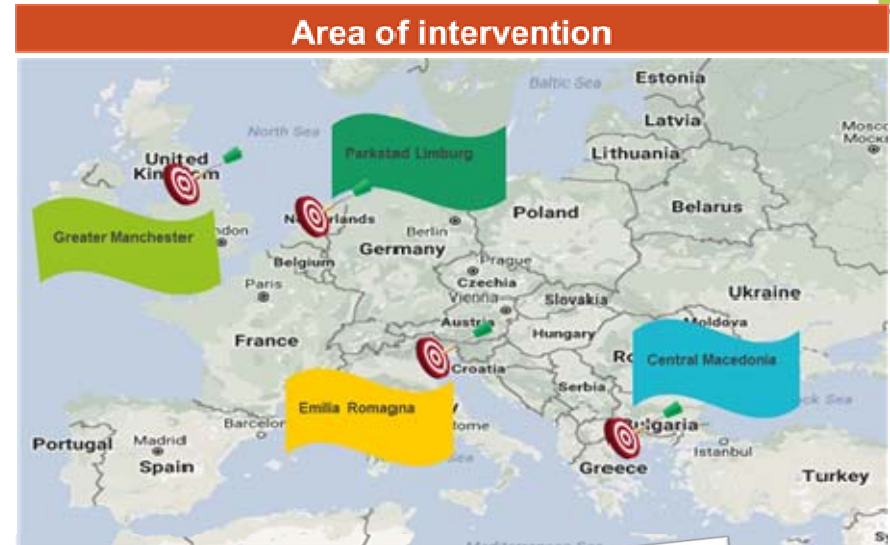 Area of intervention
Baltic Sea
Estonia
Latvia
Lithuania
North Sea
United
Parkstad Limburg
Belarus
Poland
Greater Manchester
Berlin
Germany
Belgium
Prague
Czechia
Paris
Vienna
Slovakia
Ukraine
Austria
Moldova
France
Hungary
Croatia
Central Macedonia
Serbia
Emilia Romagna
Portugal
Madrid
Spain
Istanbul
Greece
Turkey